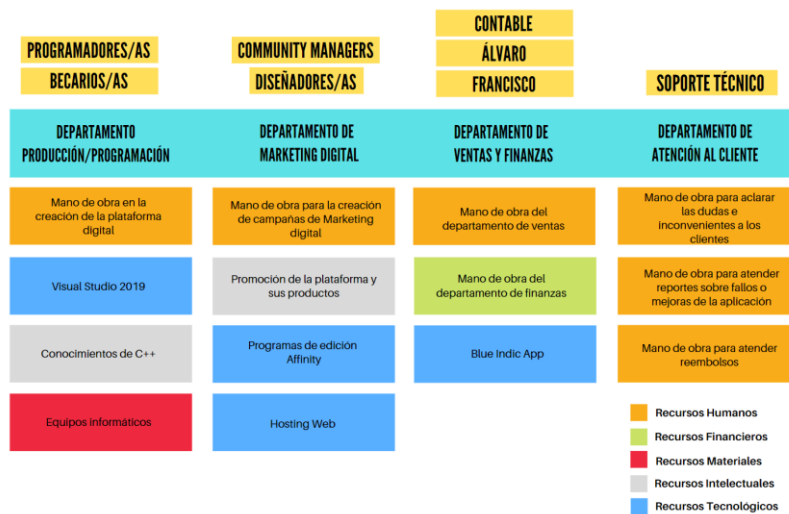 PROGRAMADORES/AS
BECARIOS/AS
COMMUNITY MANAGERS
DISEÑADORES/AS
CONTABLE
ÁLVARO
FRANCISCO
SOPORTE TÉCNICO
DEPARTAMENTO
PRODUCCIÓN/PROGRAMACIÓN
DEPARTAMENTO DE
MARKETING DIGITAL
DEPARTAMENTO DE
VENTAS Y FINANZAS
DEPARTAMENTO DE
ATENCIÓN AL CLIENTE
Mano de obra en la
creación de la plataforma
digital
Mano de obra para la creación
de campañas de Marketing
digital
Mano de obra del
departamento de ventas
Mano de obra para aclarar
las dudas e
inconvenientes a los
clientes
Visual Studio 2019
Promoción de la plataforma y
sus productos
Mano de obra del
departamento de finanzas
Mano de obra para atender
reportes sobre fallos o
mejoras de la aplicación
Conocimientos de C++
Programas de edición
Affinity
Blue Indic App
Mano de obra para atender
reembolsos
Equipos informáticos
Hosting Web
Recursos Humanos
Recursos Financieros
Recursos Materiales
Recursos Intelectuales
Recursos Tecnológicos